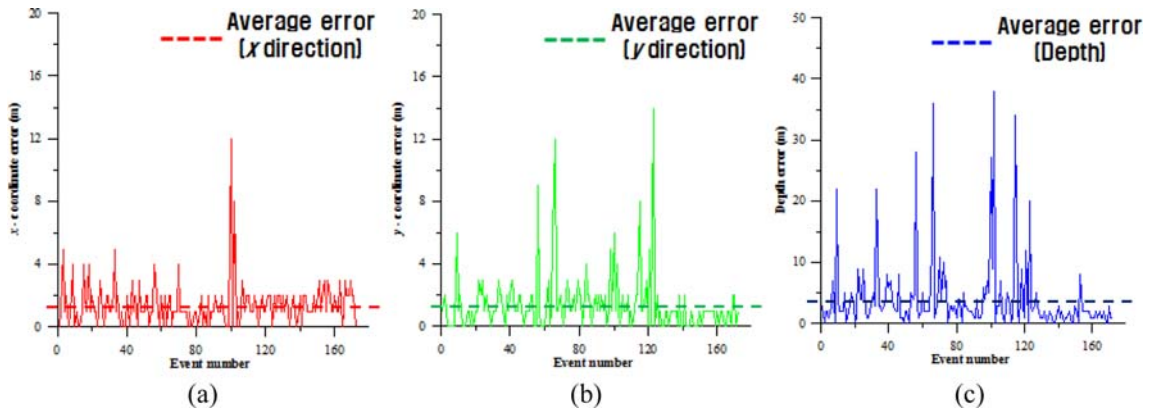 Average error
(x direction)
x - coordinate error (m)
20
16
12
8
4
0
0 40 80 120 160
Event number
(a)
Average error
(y direction)
y - coordinate error (m)
20
16
12
8
4
0
0 40 80 120 160
Event number
(b)
Average error
(Depth)
Depth error (m)
50
40
30
20
10
0
0 40 80 120 160
Event number
(c)